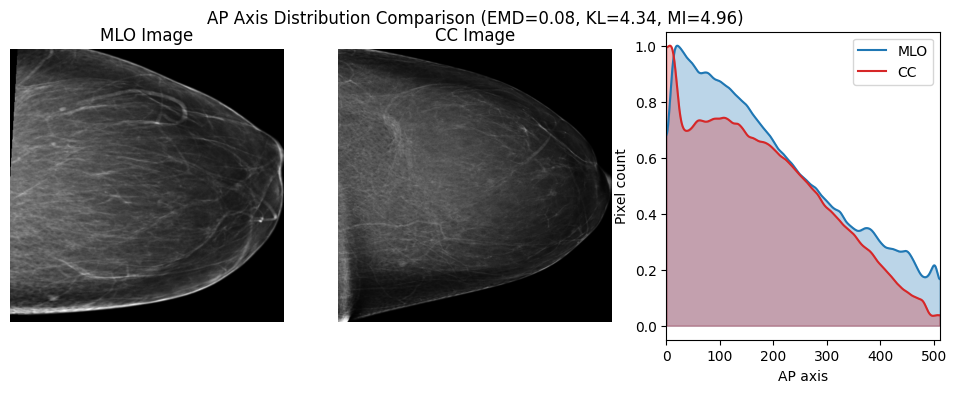 AP Axis Distribution Comparison (EMD=0.08, KL=4.34, MI=4.96)
MLO Image
CC Image
MLO
CC
Pixel count
1.0
0.8
0.6
0.4
0.2
0.0
0 100 200 300 400 500
AP axis